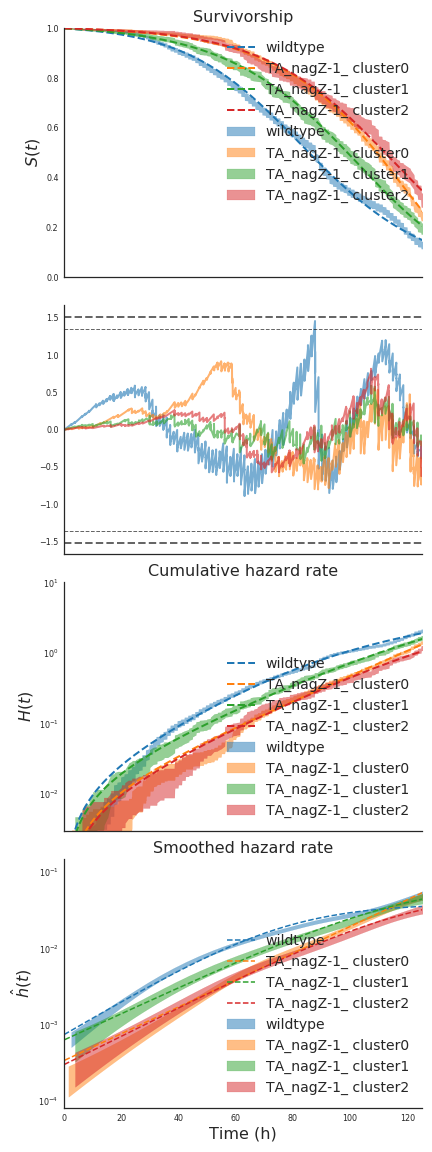 Survivorship
1.0
0.8
0.6
0.4
0.2
0.0
S(t)
wildtype
TA_nagZ-1_ cluster0
TA_nagZ-1_ cluster1
TA_nagZ-1_ cluster2
wildtype
TA_nagZ-1_ cluster0
TA_nagZ-1_ cluster1
TA_nagZ-1_ cluster2
1.5
1.0
0.5
0.0
−0.5
−1.0
−1.5
Cumulative hazard rate
10¹
10⁰
10⁻¹
10⁻²
H(t)
wildtype
TA_nagZ-1_ cluster0
TA_nagZ-1_ cluster1
TA_nagZ-1_ cluster2
wildtype
TA_nagZ-1_ cluster0
TA_nagZ-1_ cluster1
TA_nagZ-1_ cluster2
Smoothed hazard rate
10⁻¹
10⁻²
10⁻³
10⁻⁴
ĥ(t)
wildtype
TA_nagZ-1_ cluster0
TA_nagZ-1_ cluster1
TA_nagZ-1_ cluster2
wildtype
TA_nagZ-1_ cluster0
TA_nagZ-1_ cluster1
TA_nagZ-1_ cluster2
0 20 40 60 80 100 120
Time (h)